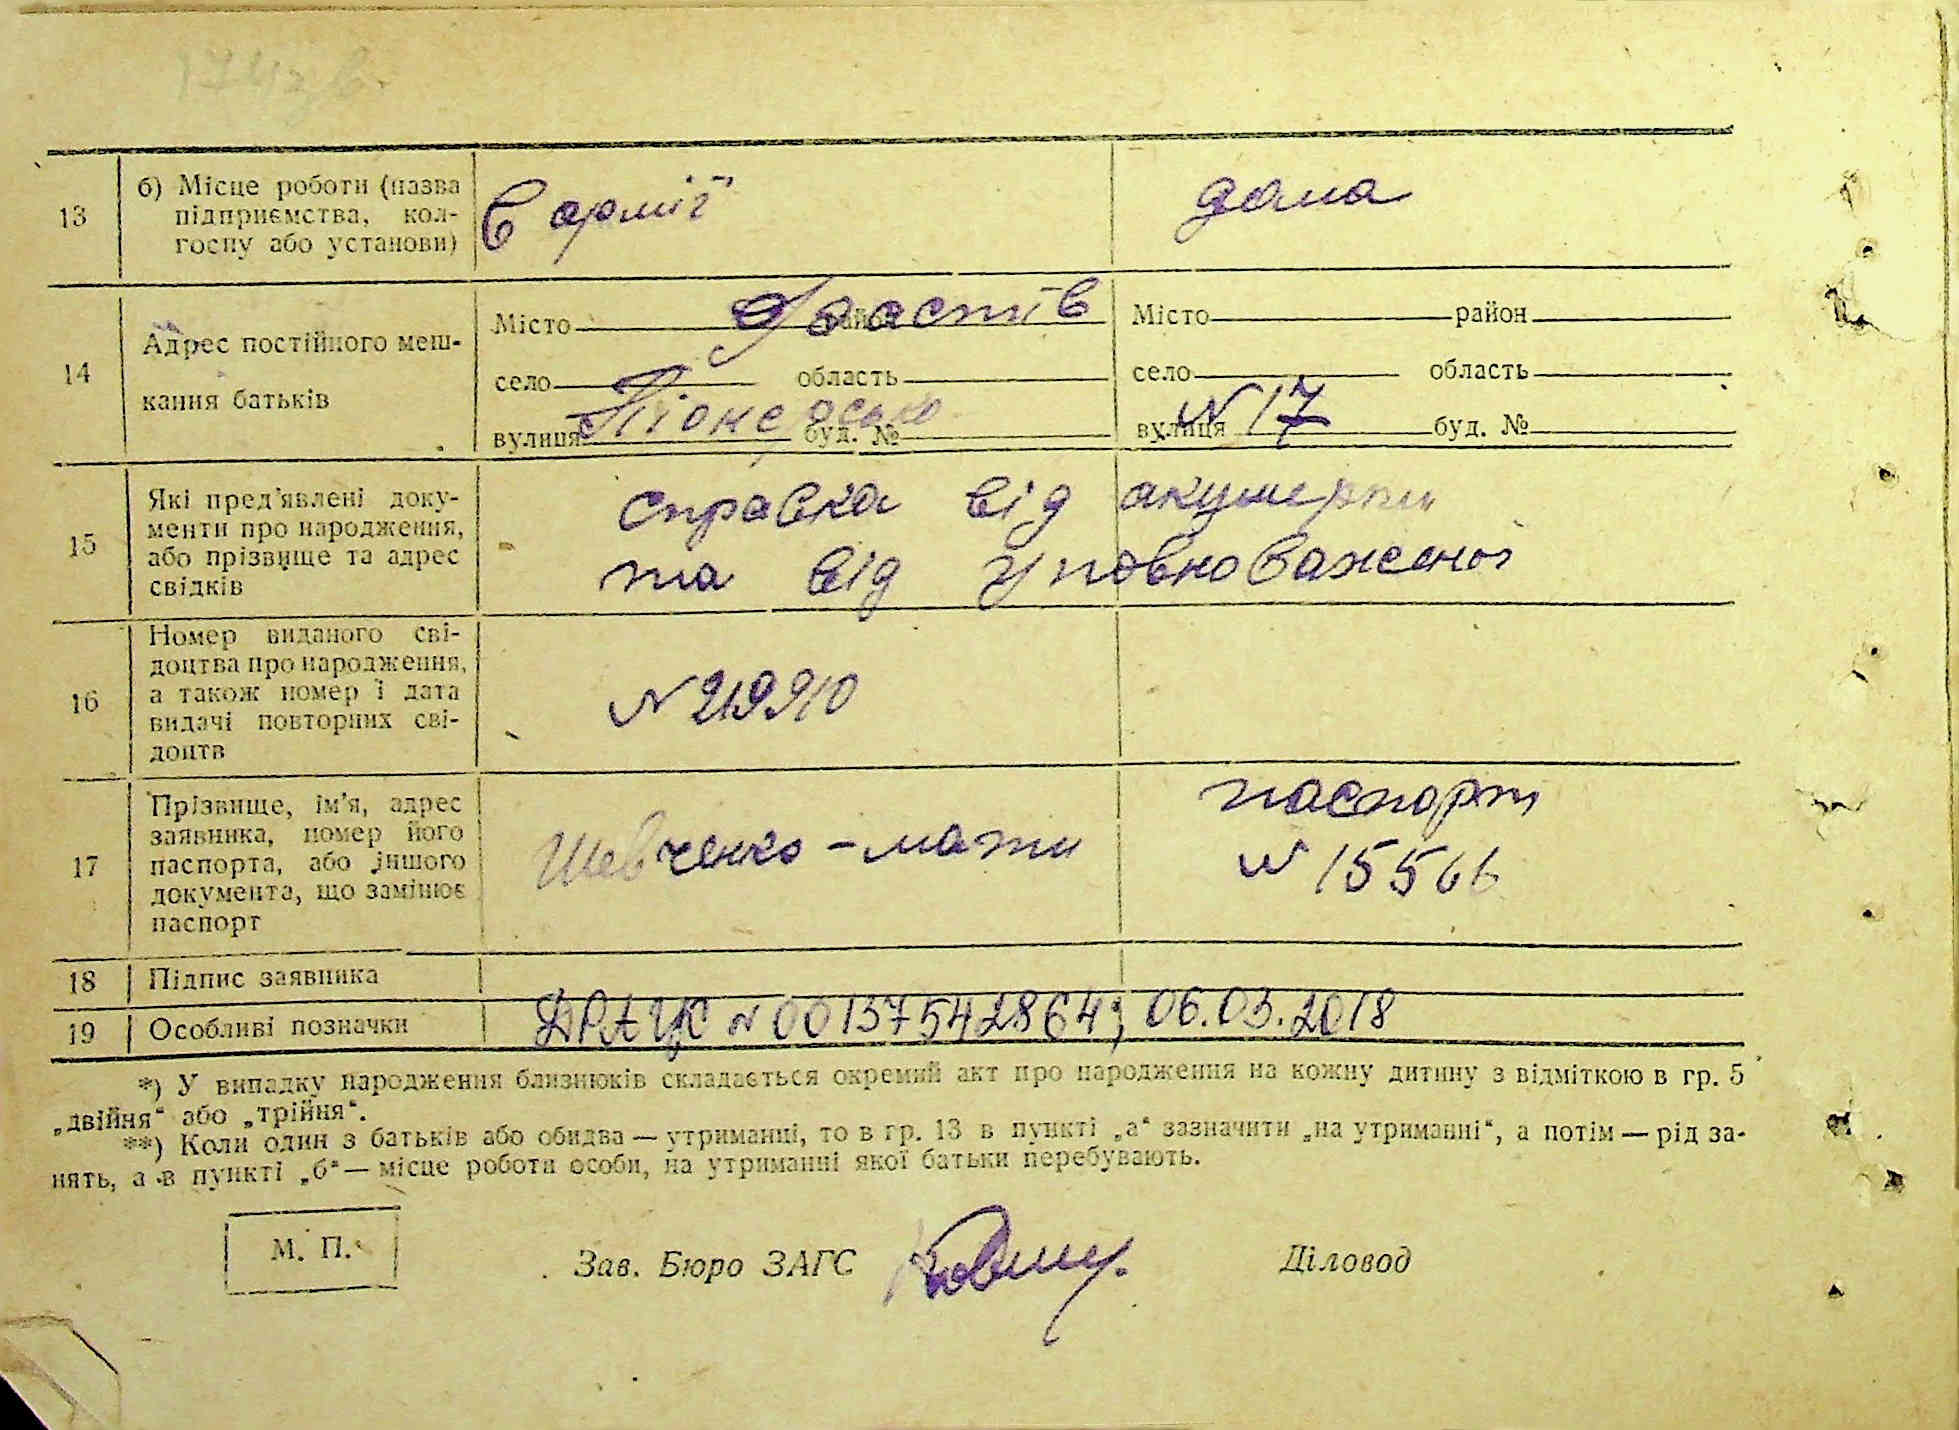 13
б) Місце роботи (назва
підприємства, кол-
госпу або установи)
В армії
дома
14
Адрес постійного меш-
кання батьків
Місто Фастів район
село область
вулиця Піонерсько буд. №
Місто район
село область
вулиця N 17 буд. №
15
Які пред'явлені доку-
менти про народження,
або прізвище та адрес
свідків
справка від акушерки
та від уповноваженої
16
Номер виданого сві-
доцтва про народження,
а також номер і дата
видачі повторних сві-
доцтв
N 219910
17
Прізвище, ім'я, адрес
заявника, номер його
паспорта, або іншого
документа, що замінює
паспорт
Шевченко - мати
паспорт
N 15566
18
Підпис заявника
19
Особливі позначки
ДРАЦС N 00137542864; 06.03.2018
*) У випадку народження близнюків складається окремий акт про народження на кожну дитину з відміткою в гр. 5
„двійня“ або „трійня“.
**) Коли один з батьків або обидва — утриманці, то в гр. 13 в пункті „а“ зазначити „на утриманні“, а потім — рід за-
нять, а в пункті „б“ — місце роботи особи, на утриманні якої батьки перебувають.
М. П.
Зав. Бюро ЗАГС
Діловод